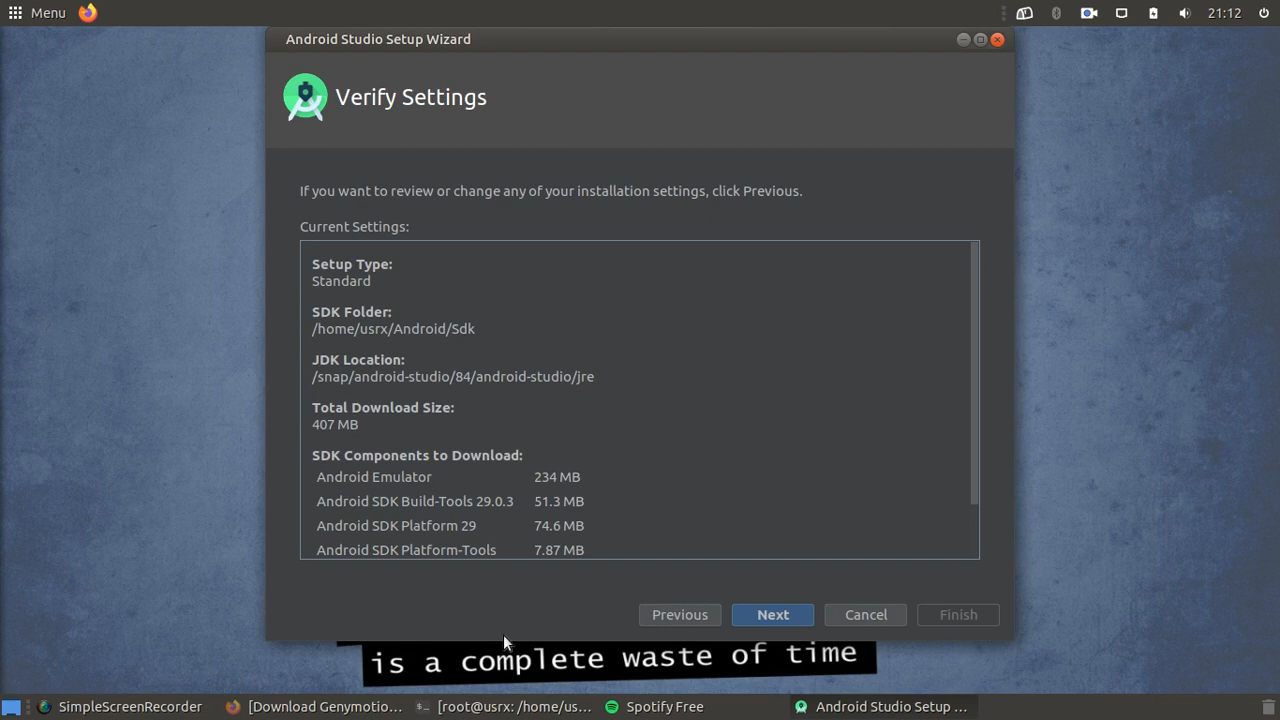 Menu
21:12
Android Studio Setup Wizard
Verify Settings
If you want to review or change any of your installation settings, click Previous.
Current Settings:
Setup Type:
Standard
SDK Folder:
/home/usrx/Android/Sdk
JDK Location:
/snap/android-studio/84/android-studio/jre
Total Download Size:
407 MB
SDK Components to Download:
Android Emulator 234 MB
Android SDK Build-Tools 29.0.3 51.3 MB
Android SDK Platform 29 74.6 MB
Android SDK Platform-Tools 7.87 MB
Previous Next Cancel Finish
is a complete waste of time
SimpleScreenRecorder [Download Genymotio... [root@usrx: /home/us... Spotify Free Android Studio Setup ...